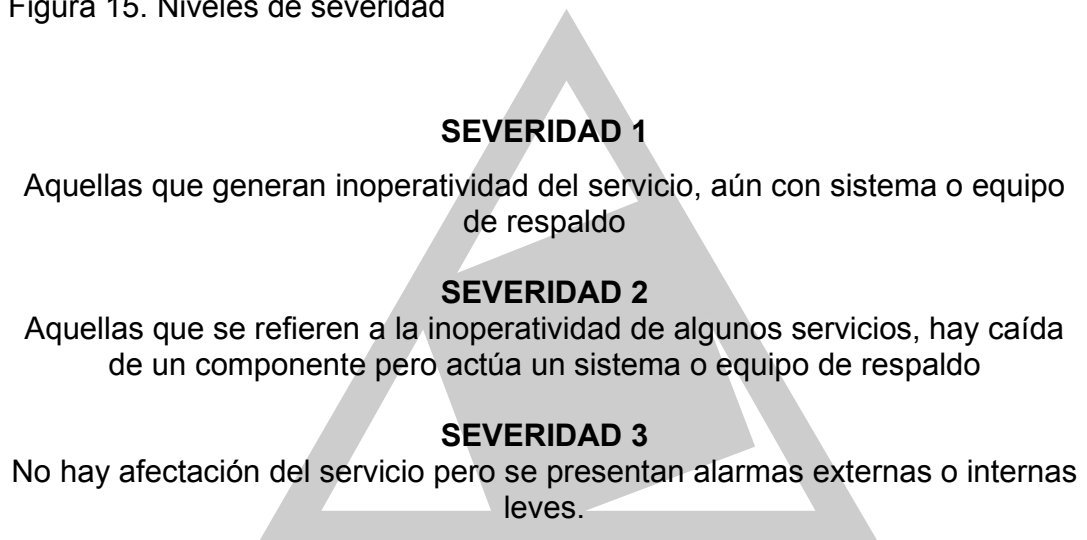 Figura 15. Niveles de severidad
SEVERIDAD 1
Aquellas que generan inoperatividad del servicio, aún con sistema o equipo
de respaldo
SEVERIDAD 2
Aquellas que se refieren a la inoperatividad de algunos servicios, hay caída
de un componente pero actúa un sistema o equipo de respaldo
SEVERIDAD 3
No hay afectación del servicio pero se presentan alarmas externas o internas
leves.